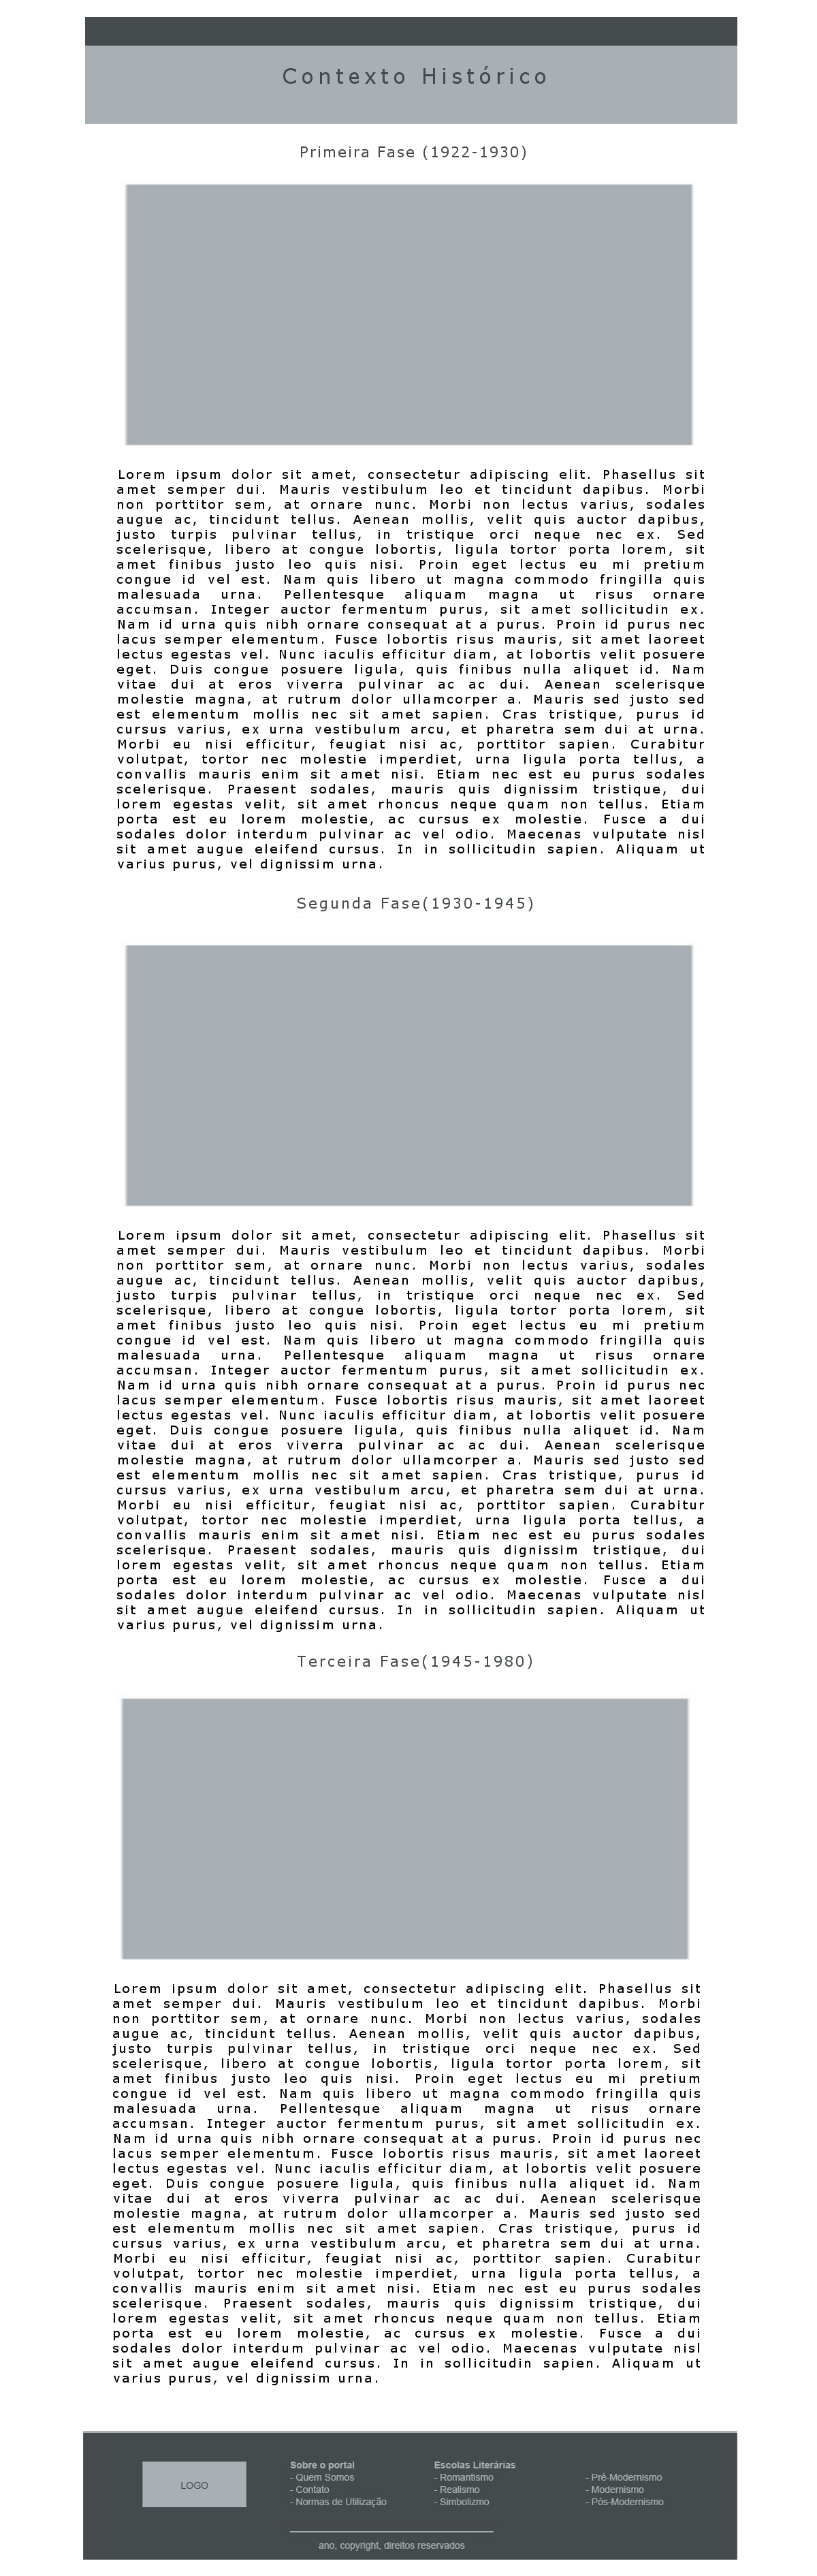 Contexto Histórico
Primeira Fase (1922-1930)
Lorem ipsum dolor sit amet, consectetur adipiscing elit. Phasellus sit
amet semper dui. Mauris vestibulum leo et tincidunt dapibus. Morbi
non porttitor sem, at ornare nunc. Morbi non lectus varius, sodales
augue ac, tincidunt tellus. Aenean mollis, velit quis auctor dapibus,
justo turpis pulvinar tellus, in tristique orci neque nec ex. Sed
scelerisque, libero at congue lobortis, ligula tortor porta lorem, sit
amet finibus justo leo quis nisi. Proin eget lectus eu mi pretium
congue id vel est. Nam quis libero ut magna commodo fringilla quis
malesuada urna. Pellentesque aliquam magna ut risus ornare
accumsan. Integer auctor fermentum purus, sit amet sollicitudin ex.
Nam id urna quis nibh ornare consequat at a purus. Proin id purus nec
lacus semper elementum. Fusce lobortis risus mauris, sit amet laoreet
lectus egestas vel. Nunc iaculis efficitur diam, at lobortis velit posuere
eget. Duis congue posuere ligula, quis finibus nulla aliquet id. Nam
vitae dui at eros viverra pulvinar ac ac dui. Aenean scelerisque
molestie magna, at rutrum dolor ullamcorper a. Mauris sed justo sed
est elementum mollis nec sit amet sapien. Cras tristique, purus id
cursus varius, ex urna vestibulum arcu, et pharetra sem dui at urna.
Morbi eu nisi efficitur, feugiat nisi ac, porttitor sapien. Curabitur
volutpat, tortor nec molestie imperdiet, urna ligula porta tellus, a
convallis mauris enim sit amet nisi. Etiam nec est eu purus sodales
scelerisque. Praesent sodales, mauris quis dignissim tristique, dui
lorem egestas velit, sit amet rhoncus neque quam non tellus. Etiam
porta est eu lorem molestie, ac cursus ex molestie. Fusce a dui
sodales dolor interdum pulvinar ac vel odio. Maecenas vulputate nisl
sit amet augue eleifend cursus. In in sollicitudin sapien. Aliquam ut
varius purus, vel dignissim urna.
Segunda Fase(1930-1945)
Lorem ipsum dolor sit amet, consectetur adipiscing elit. Phasellus sit
amet semper dui. Mauris vestibulum leo et tincidunt dapibus. Morbi
non porttitor sem, at ornare nunc. Morbi non lectus varius, sodales
augue ac, tincidunt tellus. Aenean mollis, velit quis auctor dapibus,
justo turpis pulvinar tellus, in tristique orci neque nec ex. Sed
scelerisque, libero at congue lobortis, ligula tortor porta lorem, sit
amet finibus justo leo quis nisi. Proin eget lectus eu mi pretium
congue id vel est. Nam quis libero ut magna commodo fringilla quis
malesuada urna. Pellentesque aliquam magna ut risus ornare
accumsan. Integer auctor fermentum purus, sit amet sollicitudin ex.
Nam id urna quis nibh ornare consequat at a purus. Proin id purus nec
lacus semper elementum. Fusce lobortis risus mauris, sit amet laoreet
lectus egestas vel. Nunc iaculis efficitur diam, at lobortis velit posuere
eget. Duis congue posuere ligula, quis finibus nulla aliquet id. Nam
vitae dui at eros viverra pulvinar ac ac dui. Aenean scelerisque
molestie magna, at rutrum dolor ullamcorper a. Mauris sed justo sed
est elementum mollis nec sit amet sapien. Cras tristique, purus id
cursus varius, ex urna vestibulum arcu, et pharetra sem dui at urna.
Morbi eu nisi efficitur, feugiat nisi ac, porttitor sapien. Curabitur
volutpat, tortor nec molestie imperdiet, urna ligula porta tellus, a
convallis mauris enim sit amet nisi. Etiam nec est eu purus sodales
scelerisque. Praesent sodales, mauris quis dignissim tristique, dui
lorem egestas velit, sit amet rhoncus neque quam non tellus. Etiam
porta est eu lorem molestie, ac cursus ex molestie. Fusce a dui
sodales dolor interdum pulvinar ac vel odio. Maecenas vulputate nisl
sit amet augue eleifend cursus. In in sollicitudin sapien. Aliquam ut
varius purus, vel dignissim urna.
Terceira Fase(1945-1980)
Lorem ipsum dolor sit amet, consectetur adipiscing elit. Phasellus sit
amet semper dui. Mauris vestibulum leo et tincidunt dapibus. Morbi
non porttitor sem, at ornare nunc. Morbi non lectus varius, sodales
augue ac, tincidunt tellus. Aenean mollis, velit quis auctor dapibus,
justo turpis pulvinar tellus, in tristique orci neque nec ex. Sed
scelerisque, libero at congue lobortis, ligula tortor porta lorem, sit
amet finibus justo leo quis nisi. Proin eget lectus eu mi pretium
congue id vel est. Nam quis libero ut magna commodo fringilla quis
malesuada urna. Pellentesque aliquam magna ut risus ornare
accumsan. Integer auctor fermentum purus, sit amet sollicitudin ex.
Nam id urna quis nibh ornare consequat at a purus. Proin id purus nec
lacus semper elementum. Fusce lobortis risus mauris, sit amet laoreet
lectus egestas vel. Nunc iaculis efficitur diam, at lobortis velit posuere
eget. Duis congue posuere ligula, quis finibus nulla aliquet id. Nam
vitae dui at eros viverra pulvinar ac ac dui. Aenean scelerisque
molestie magna, at rutrum dolor ullamcorper a. Mauris sed justo sed
est elementum mollis nec sit amet sapien. Cras tristique, purus id
cursus varius, ex urna vestibulum arcu, et pharetra sem dui at urna.
Morbi eu nisi efficitur, feugiat nisi ac, porttitor sapien. Curabitur
volutpat, tortor nec molestie imperdiet, urna ligula porta tellus, a
convallis mauris enim sit amet nisi. Etiam nec est eu purus sodales
scelerisque. Praesent sodales, mauris quis dignissim tristique, dui
lorem egestas velit, sit amet rhoncus neque quam non tellus. Etiam
porta est eu lorem molestie, ac cursus ex molestie. Fusce a dui
sodales dolor interdum pulvinar ac vel odio. Maecenas vulputate nisl
sit amet augue eleifend cursus. In in sollicitudin sapien. Aliquam ut
varius purus, vel dignissim urna.
LOGO
Sobre o portal
- Quem Somos
- Contato
- Normas de Utilização
Escolas Literárias
- Romantismo
- Realismo
- Simbolizmo
- Pré-Modernismo
- Modernismo
- Pós-Modernismo
ano, copyright, direitos reservados